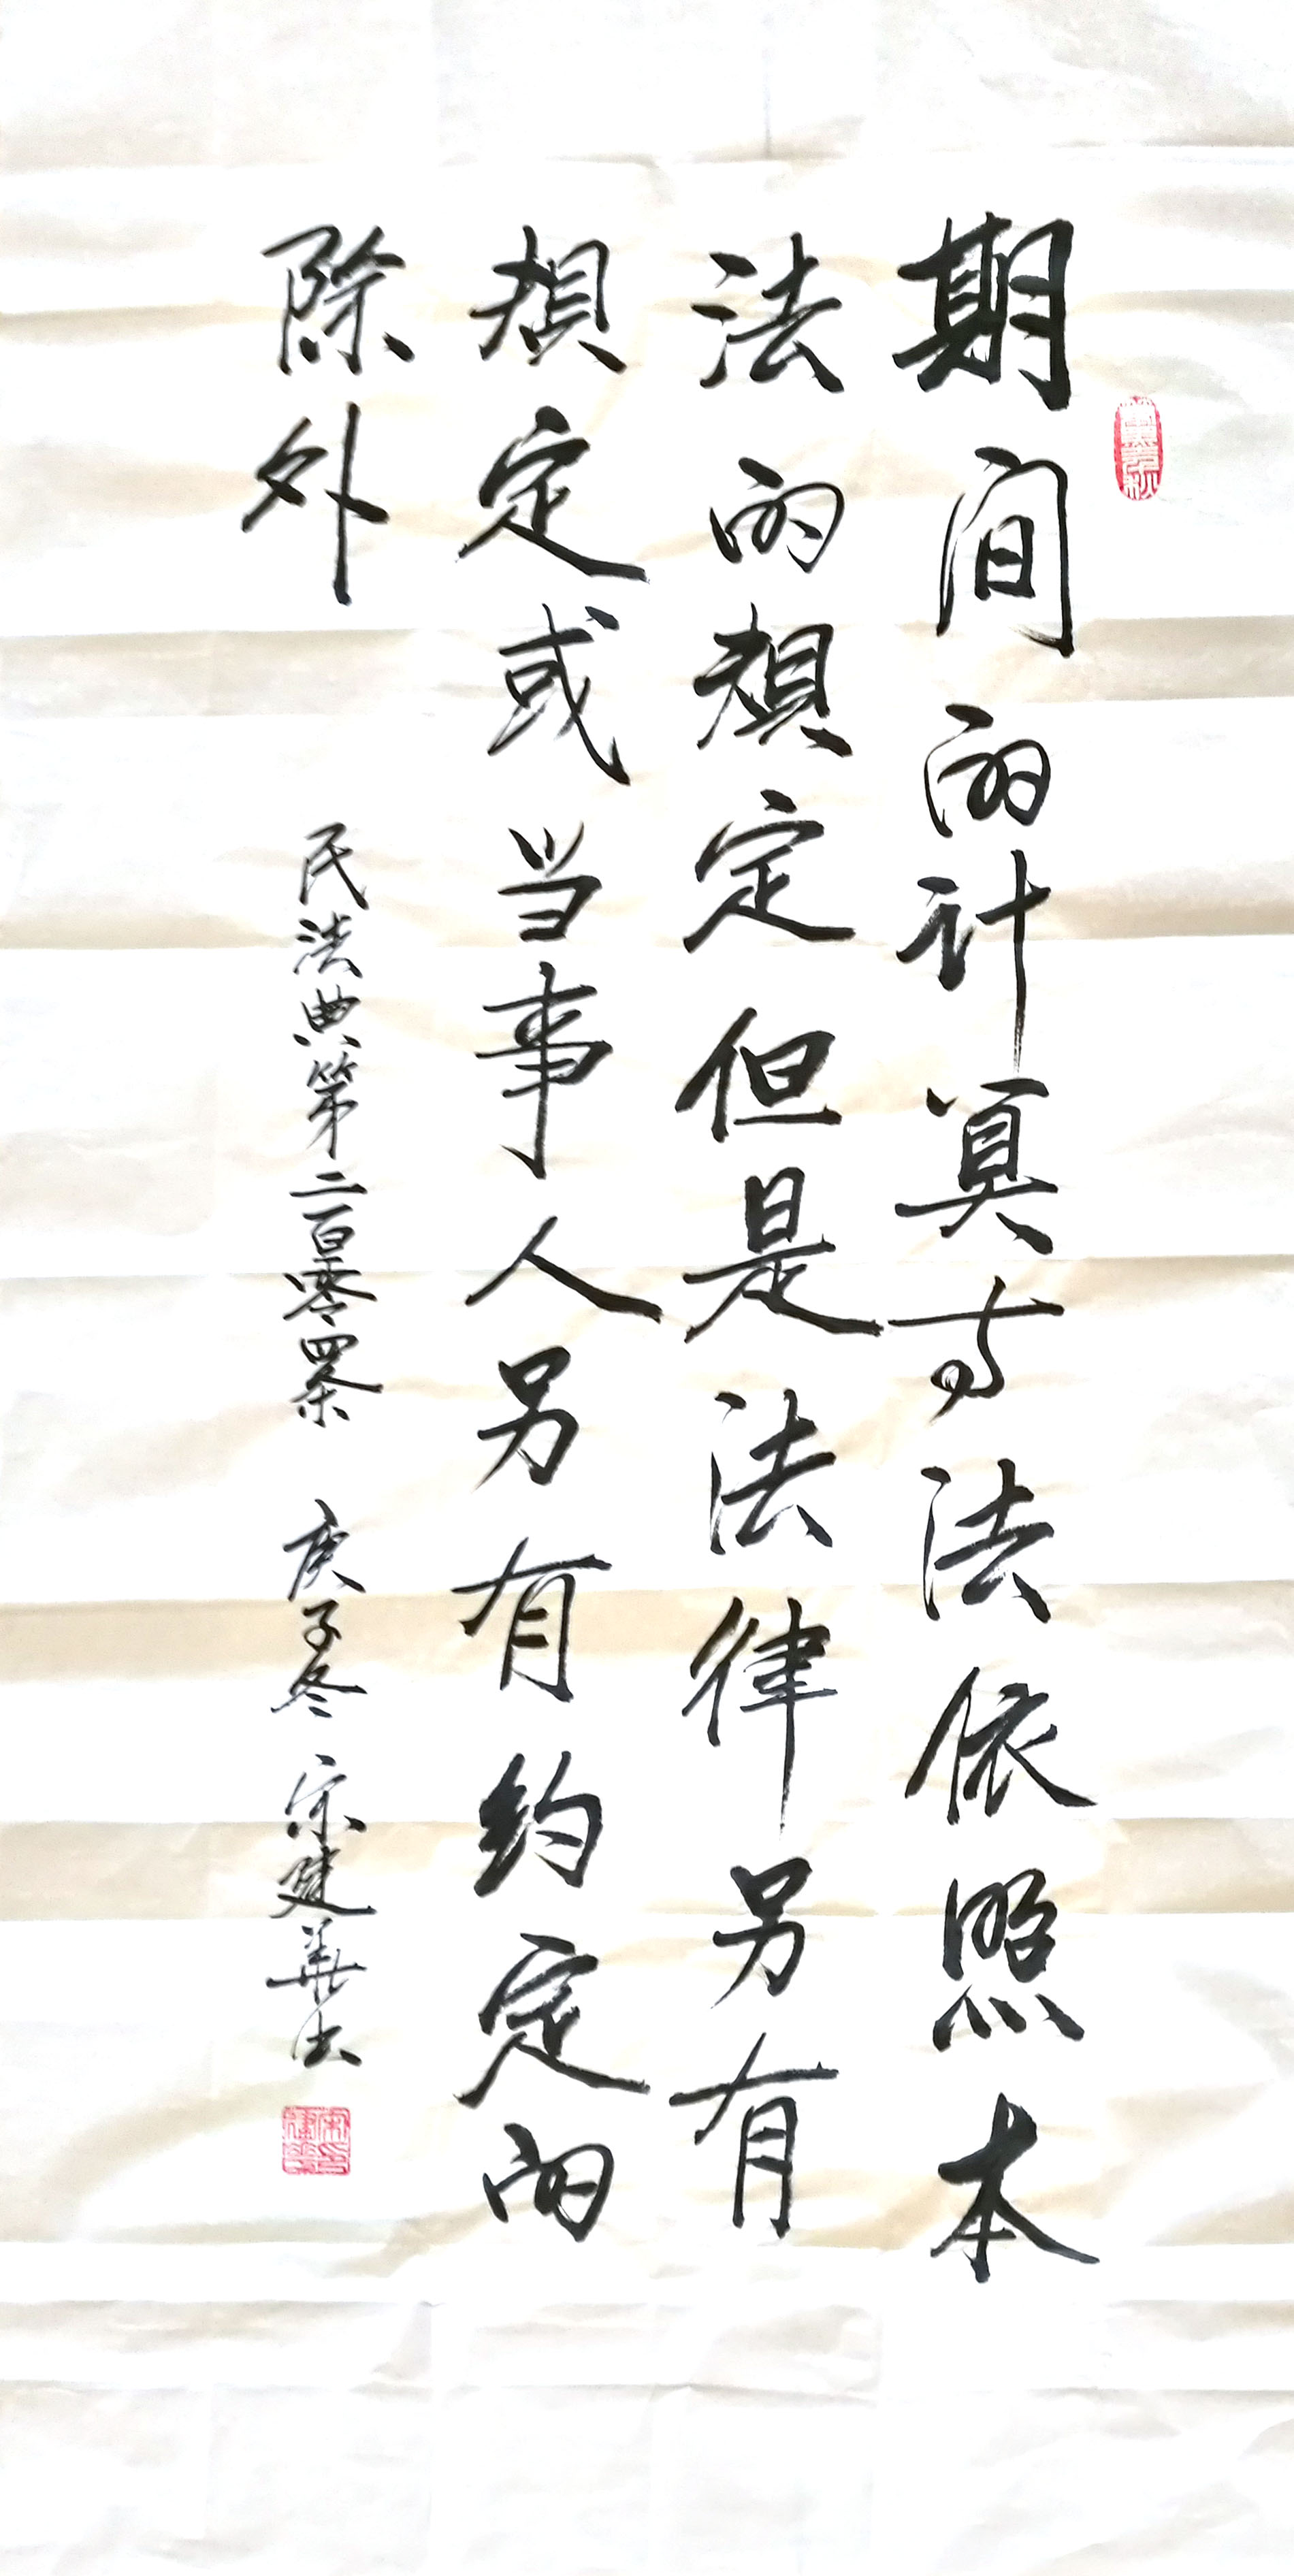 期间的计算方法依照本
法的规定但是法律另有
规定或当事人另有约定的
除外
民法典第二百零四条 庚子冬 宋建华书